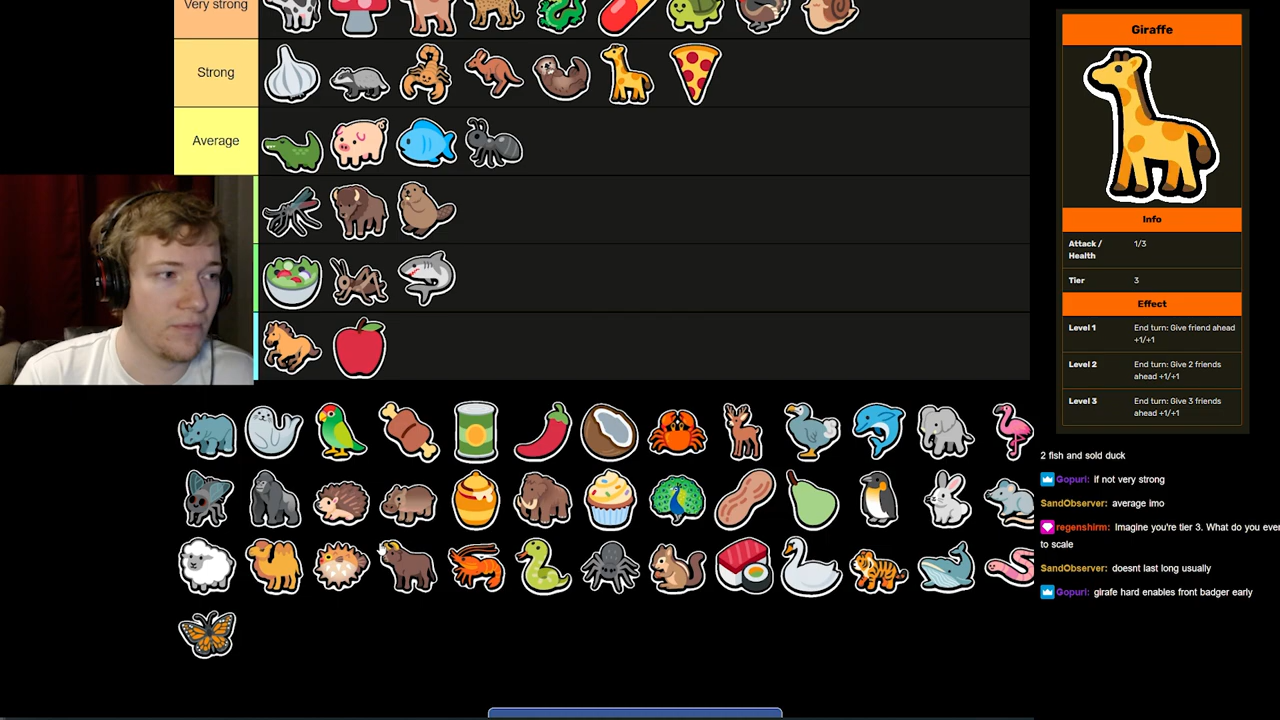 Very strong
Strong
Average
Giraffe
Info
Attack / 1/3
Health
Tier 3
Effect
Level 1 End turn: Give friend ahead
+1/+1
Level 2 End turn: Give 2 friends
ahead +1/+1
Level 3 End turn: Give 3 friends
ahead +1/+1
2 fish and sold duck
Gopuri: if not very strong
SandObserver: average imo
regenshirm: Imagine you're tier 3. What do you ever
to scale
SandObserver: doesnt last long usually
Gopuri: girafe hard enables front badger early